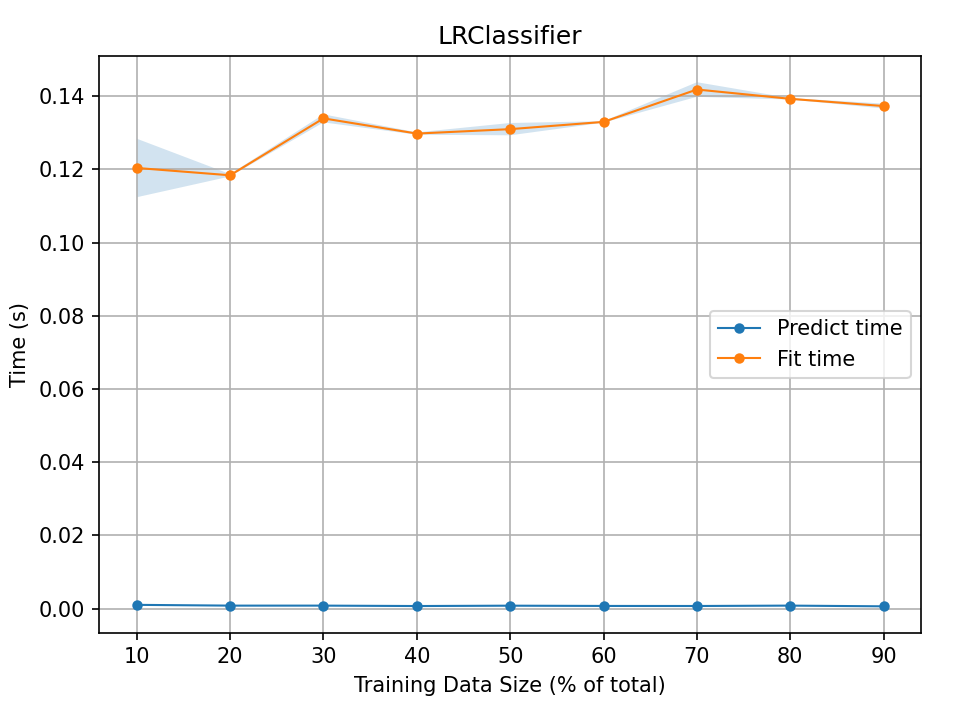 LRClassifier
0.14
0.12
0.10
0.08
0.06
0.04
0.02
0.00
Time (s)
Predict time
Fit time
10 20 30 40 50 60 70 80 90
Training Data Size (% of total)